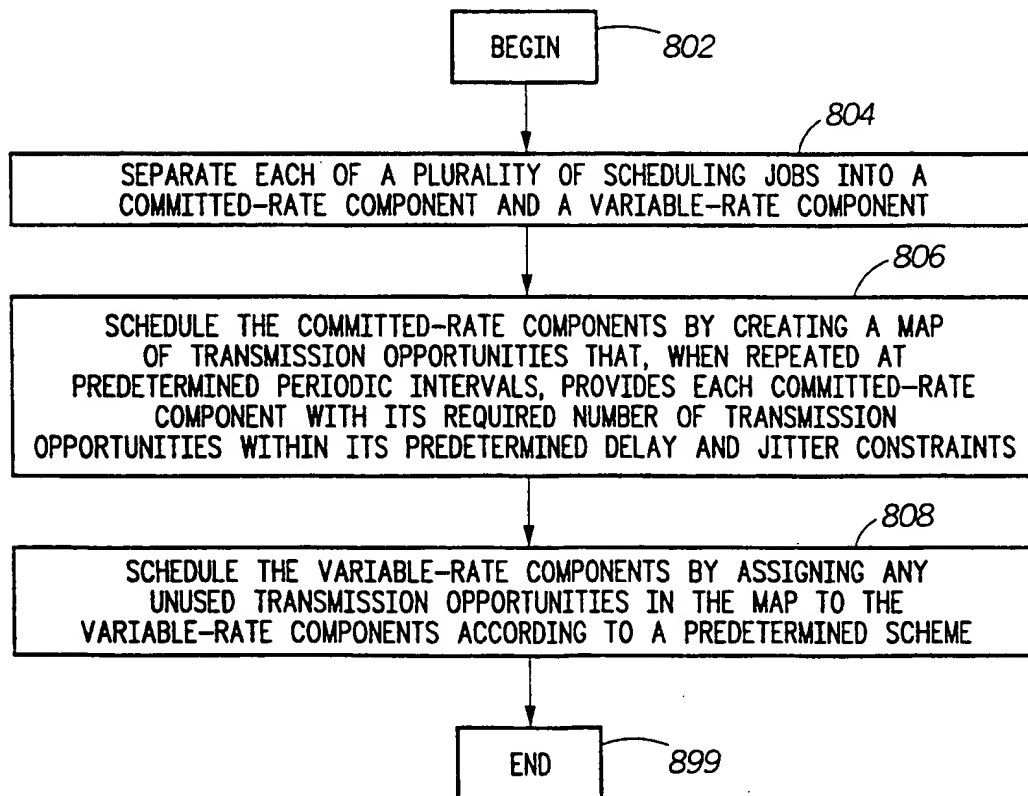 BEGIN
802
804
SEPARATE EACH OF A PLURALITY OF SCHEDULING JOBS INTO A
COMMITTED-RATE COMPONENT AND A VARIABLE-RATE COMPONENT
806
SCHEDULE THE COMMITTED-RATE COMPONENTS BY CREATING A MAP
OF TRANSMISSION OPPORTUNITIES THAT, WHEN REPEATED AT
PREDETERMINED PERIODIC INTERVALS, PROVIDES EACH COMMITTED-RATE
COMPONENT WITH ITS REQUIRED NUMBER OF TRANSMISSION
OPPORTUNITIES WITHIN ITS PREDETERMINED DELAY AND JITTER CONSTRAINTS
808
SCHEDULE THE VARIABLE-RATE COMPONENTS BY ASSIGNING ANY
UNUSED TRANSMISSION OPPORTUNITIES IN THE MAP TO THE
VARIABLE-RATE COMPONENTS ACCORDING TO A PREDETERMINED SCHEME
END
899